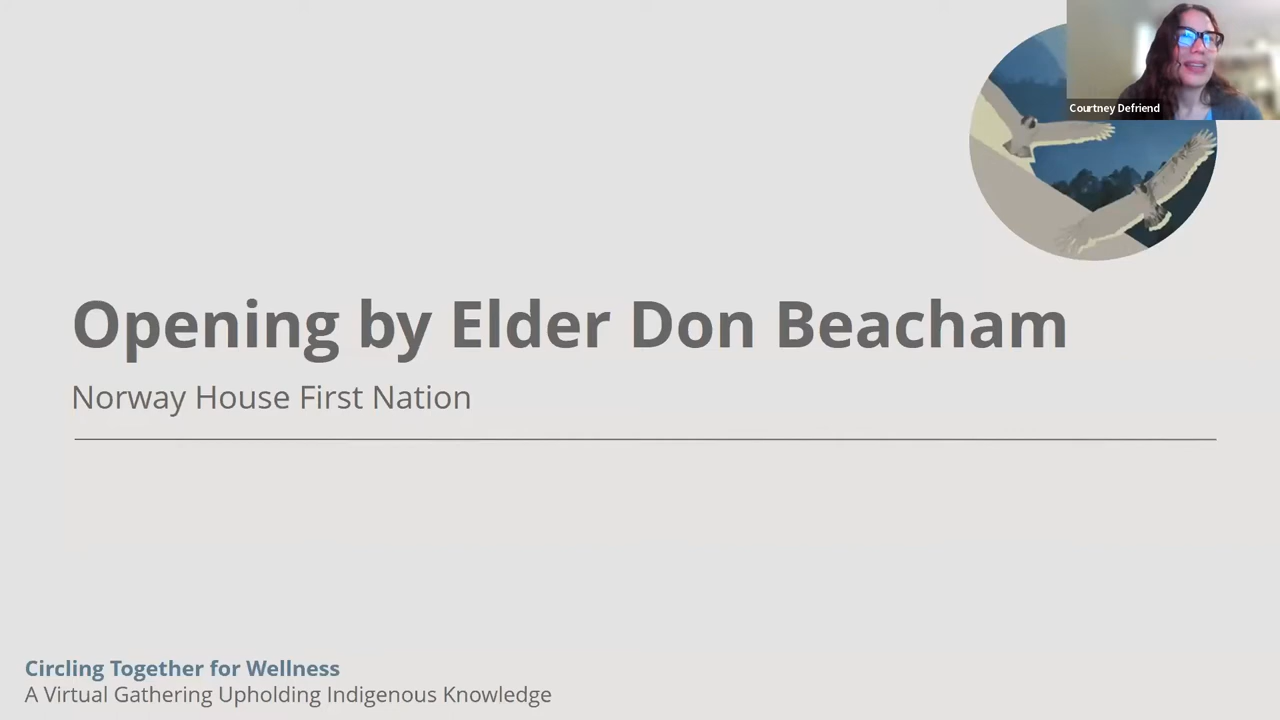 Courtney Defriend
Opening by Elder Don Beacham
Norway House First Nation
Circling Together for Wellness
A Virtual Gathering Upholding Indigenous Knowledge